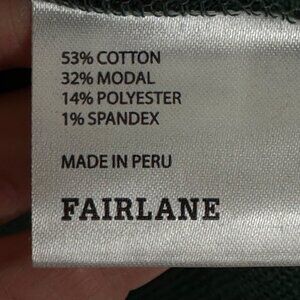 53% COTTON
32% MODAL
14% POLYESTER
1% SPANDEX
MADE IN PERU
FAIRLANE